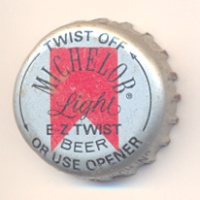 TWIST OFF
MICHELOB®
Light
E-Z TWIST
BEER
OR USE OPENER